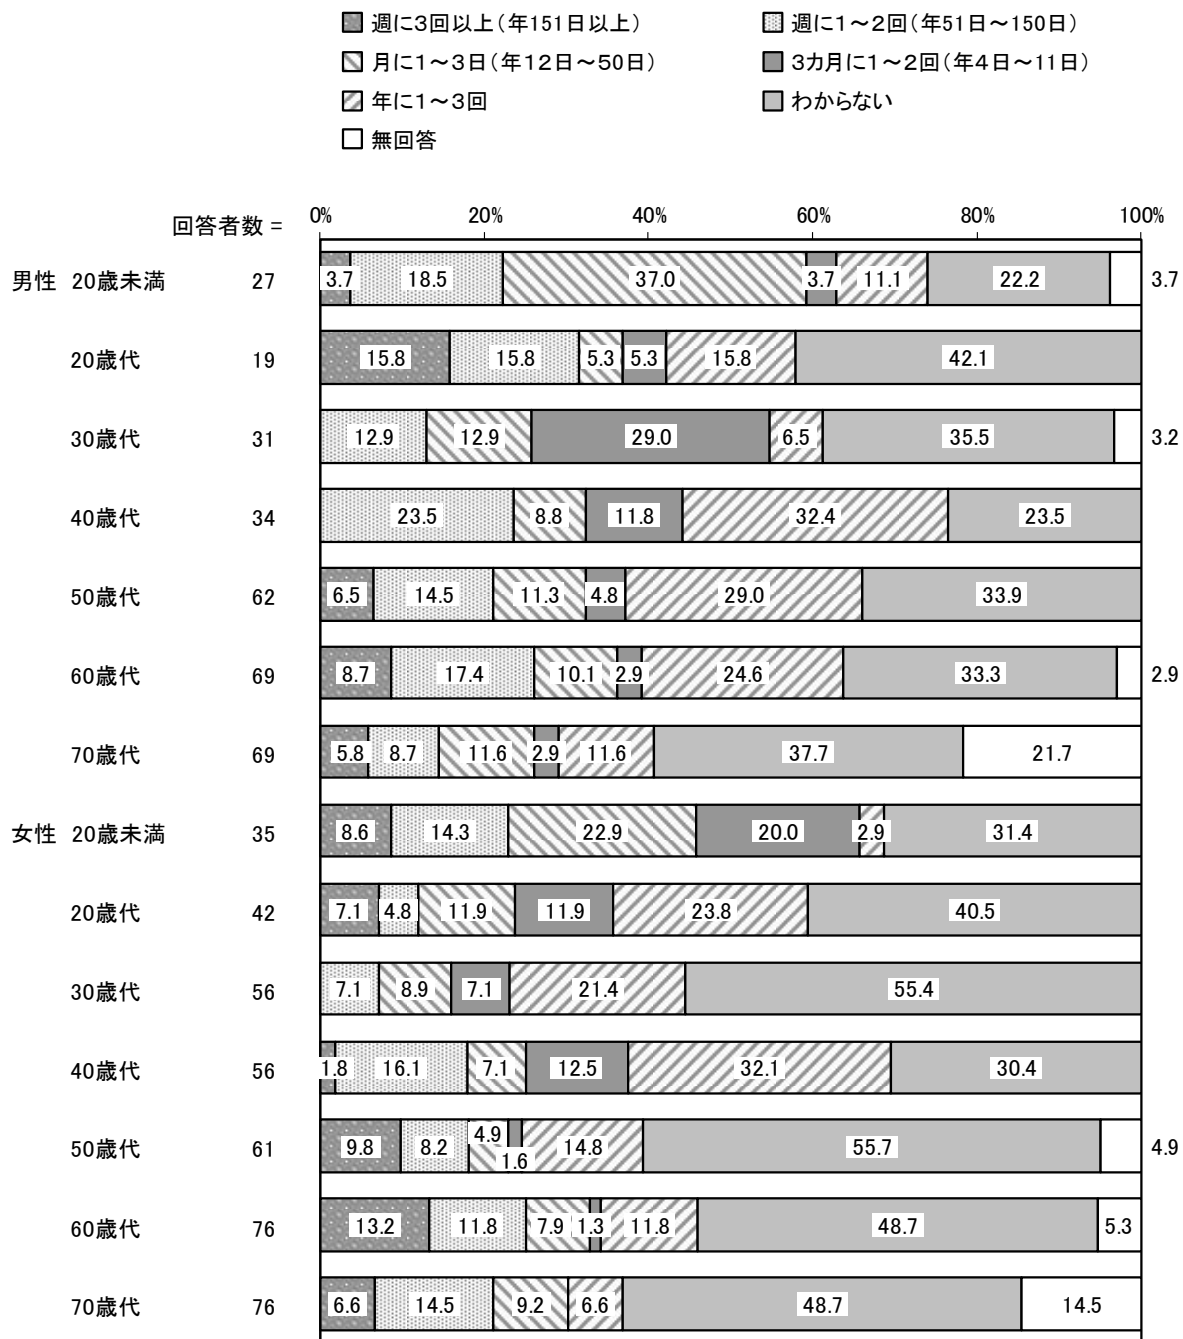 週に３回以上（年151日以上）　週に１～２回（年51日～150日）
月に１～３日（年１２日～50日）　３カ月に１～２回（年４日～11日）
年に１～３回　わからない
無回答
回答者数 = 0% 20% 40% 60% 80% 100%
男性 20歳未満 27 3.7 18.5 37.0 3.7 11.1 22.2 3.7
20歳代 19 15.8 15.8 5.3 5.3 15.8 42.1
30歳代 31 12.9 12.9 29.0 6.5 35.5 3.2
40歳代 34 23.5 8.8 11.8 32.4 23.5
50歳代 62 6.5 14.5 11.3 4.8 29.0 33.9
60歳代 69 8.7 17.4 10.1 2.9 24.6 33.3 2.9
70歳代 69 5.8 8.7 11.6 2.9 11.6 37.7 21.7
女性 20歳未満 35 8.6 14.3 22.9 20.0 2.9 31.4
20歳代 42 7.1 4.8 11.9 11.9 23.8 40.5
30歳代 56 7.1 8.9 7.1 21.4 55.4
40歳代 56 1.8 16.1 7.1 12.5 32.1 30.4
50歳代 61 9.8 8.2 4.9 1.6 14.8 55.7 4.9
60歳代 76 13.2 11.8 7.9 1.3 11.8 48.7 5.3
70歳代 76 6.6 14.5 9.2 6.6 48.7 14.5